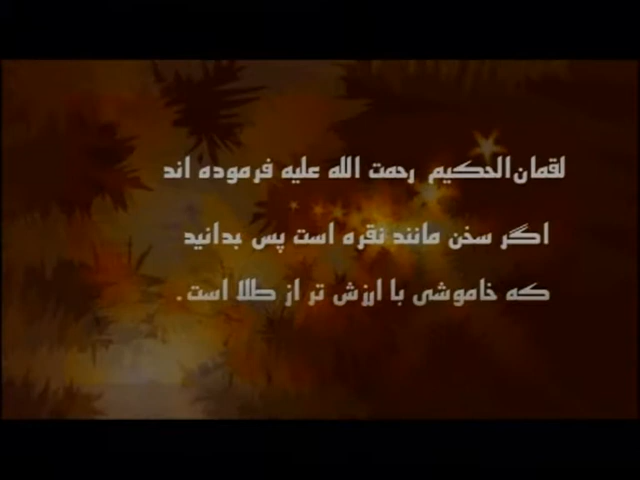 لقمان الحکیم رحمت الله علیه فرموده اند
اگر سخن مانند نقره است پس بدانید
که خاموشی با ارزش تر از طلا است.